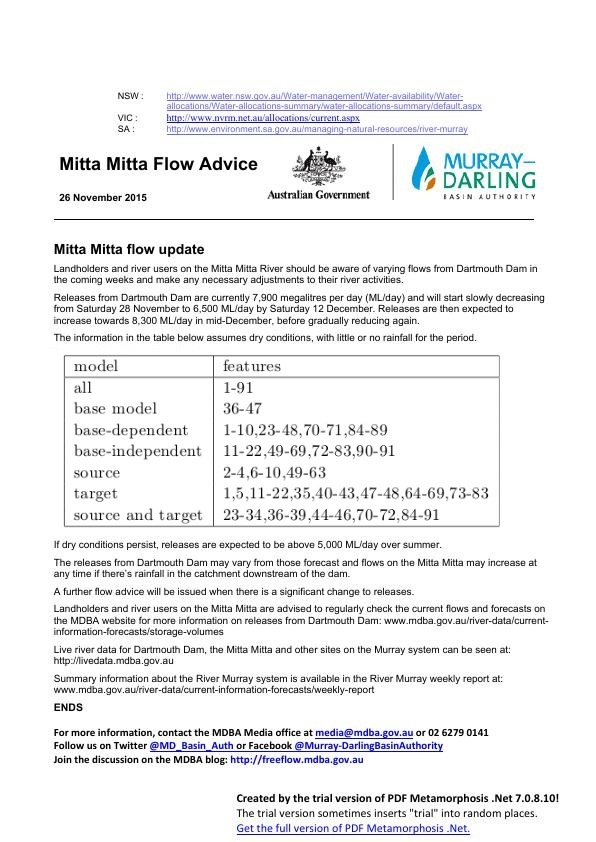 NSW : http://www.water.nsw.gov.au/Water-management/Water-availability/Water-
allocations/Water-allocations-summary/water-allocations-summary/default.aspx
VIC : http://www.nvrm.net.au/allocations/current.aspx
SA : http://www.environment.sa.gov.au/managing-natural-resources/river-murray
Mitta Mitta Flow Advice
26 November 2015
Australian Government
MURRAY–
DARLING
BASIN AUTHORITY
Mitta Mitta flow update
Landholders and river users on the Mitta Mitta River should be aware of varying flows from Dartmouth Dam in
the coming weeks and make any necessary adjustments to their river activities.
Releases from Dartmouth Dam are currently 7,900 megalitres per day (ML/day) and will start slowly decreasing
from Saturday 28 November to 6,500 ML/day by Saturday 12 December. Releases are then expected to
increase towards 8,300 ML/day in mid-December, before gradually reducing again.
The information in the table below assumes dry conditions, with little or no rainfall for the period.
model features
all 1-91
base model 36-47
base-dependent 1-10,23-48,70-71,84-89
base-independent 11-22,49-69,72-83,90-91
source 2-4,6-10,49-63
target 1,5,11-22,35,40-43,47-48,64-69,73-83
source and target 23-34,36-39,44-46,70-72,84-91
If dry conditions persist, releases are expected to be above 5,000 ML/day over summer.
The releases from Dartmouth Dam may vary from those forecast and flows on the Mitta Mitta may increase at
any time if there's rainfall in the catchment downstream of the dam.
A further flow advice will be issued when there is a significant change to releases.
Landholders and river users on the Mitta Mitta are advised to regularly check the current flows and forecasts on
the MDBA website for more information on releases from Dartmouth Dam: www.mdba.gov.au/river-data/current-
information-forecasts/storage-volumes
Live river data for Dartmouth Dam, the Mitta Mitta and other sites on the Murray system can be seen at:
http://livedata.mdba.gov.au
Summary information about the River Murray system is available in the River Murray weekly report at:
www.mdba.gov.au/river-data/current-information-forecasts/weekly-report
ENDS
For more information, contact the MDBA Media office at media@mdba.gov.au or 02 6279 0141
Follow us on Twitter @MD_Basin_Auth or Facebook @Murray-DarlingBasinAuthority
Join the discussion on the MDBA blog: http://freeflow.mdba.gov.au
Created by the trial version of PDF Metamorphosis .Net 7.0.8.10!
The trial version sometimes inserts "trial" into random places.
Get the full version of PDF Metamorphosis .Net.